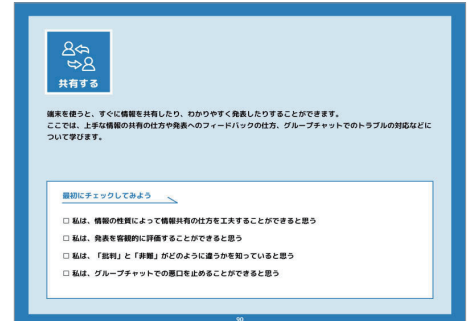 共有する
端末を使うと、すぐに情報を共有したり、わかりやすく発表したりすることができます。
ここでは、上手な情報の共有の仕方や発表へのフィードバックの仕方、グループチャットでのトラブルの対応などに
ついて学びます。
最初にチェックしてみよう
□ 私は、情報の性質によって情報共有の仕方を工夫することができると思う
□ 私は、発表を客観的に評価することができると思う
□ 私は、「批判」と「非難」がどのように違うかを知っていると思う
□ 私は、グループチャットでの悪口を止めることができると思う